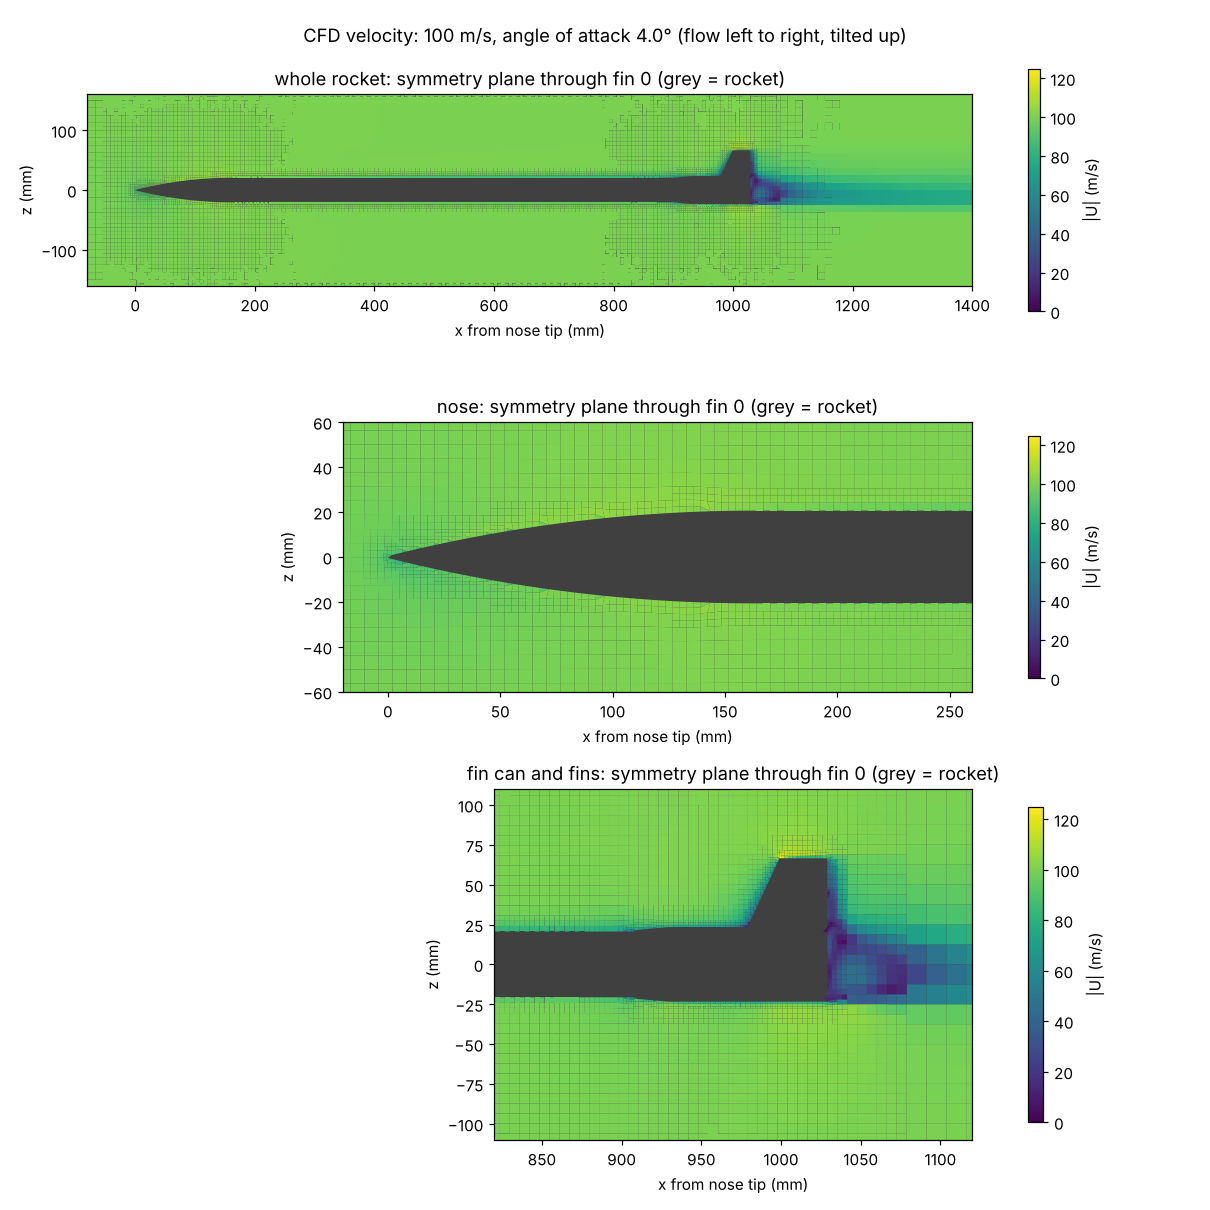 CFD velocity: 100 m/s, angle of attack 4.0° (flow left to right, tilted up)
whole rocket: symmetry plane through fin 0 (grey = rocket)
z (mm)
100
0
−100
0 200 400 600 800 1000 1200 1400
x from nose tip (mm)
120
100
80
60
40
20
0
|U| (m/s)
nose: symmetry plane through fin 0 (grey = rocket)
z (mm)
60
40
20
0
−20
−40
−60
0 50 100 150 200 250
x from nose tip (mm)
120
100
80
60
40
20
0
|U| (m/s)
fin can and fins: symmetry plane through fin 0 (grey = rocket)
z (mm)
100
75
50
25
0
−25
−50
−75
−100
850 900 950 1000 1050 1100
x from nose tip (mm)
120
100
80
60
40
20
0
|U| (m/s)